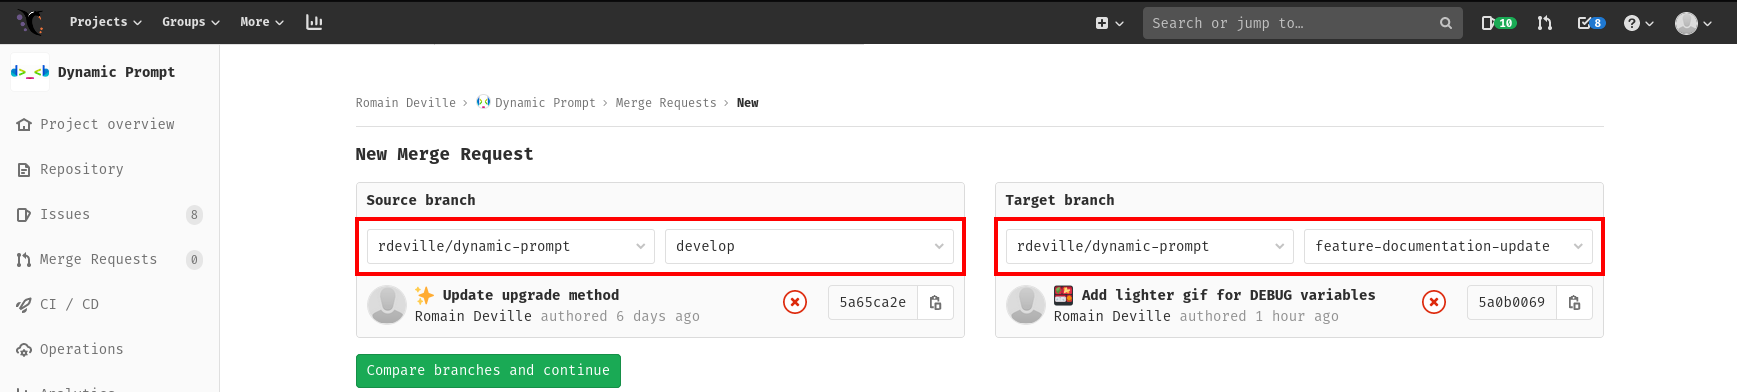 Projects Groups More Search or jump to… 10 8
d>_<b Dynamic Prompt
Romain Deville › Dynamic Prompt › Merge Requests › New
Project overview
Repository
Issues 8
Merge Requests 0
CI / CD
Operations
New Merge Request
Source branch
rdeville/dynamic-prompt develop
Update upgrade method
Romain Deville authored 6 days ago
5a65ca2e
Target branch
rdeville/dynamic-prompt feature-documentation-update
Add lighter gif for DEBUG variables
Romain Deville authored 1 hour ago
5a0b0069
Compare branches and continue